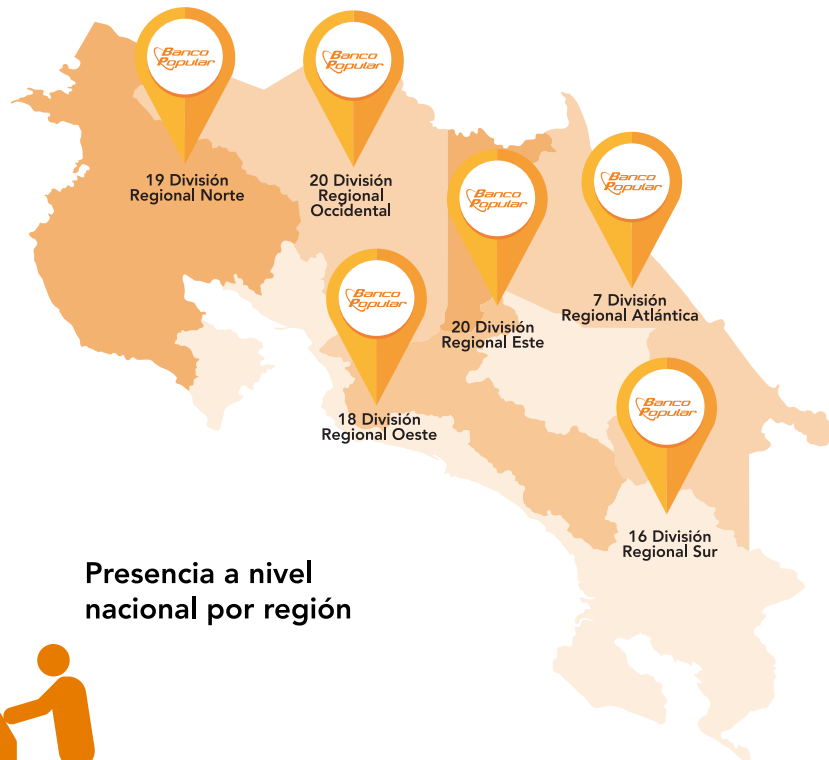 Banco
Popular
19 División
Regional Norte
Banco
Popular
20 División
Regional
Occidental
Banco
Popular
20 División
Regional Este
Banco
Popular
7 División
Regional Atlántica
Banco
Popular
18 División
Regional Oeste
Banco
Popular
16 División
Regional Sur
Presencia a nivel
nacional por región